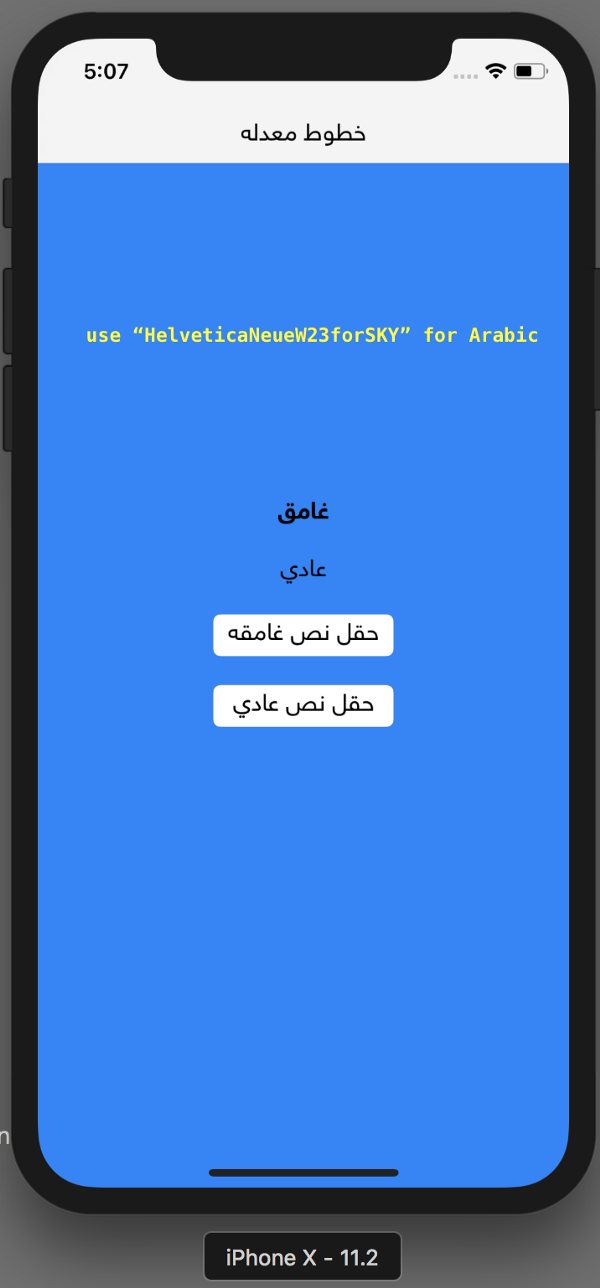 5:07
خطوط معدله
use “HelveticaNeueW23forSKY” for Arabic
غامق
عادي
حقل نص غامقه
حقل نص عادي
n
iPhone X - 11.2